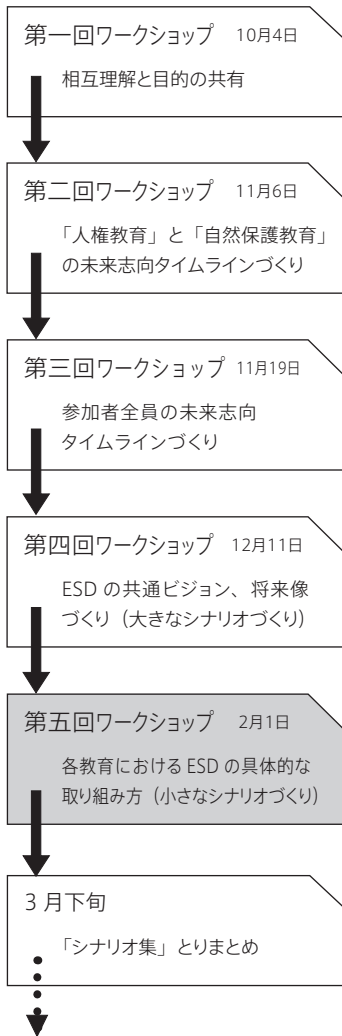 第一回ワークショップ 10月4日
相互理解と目的の共有
第二回ワークショップ 11月6日
「人権教育」と「自然保護教育」
の未来志向タイムラインづくり
第三回ワークショップ 11月19日
参加者全員の未来志向
タイムラインづくり
第四回ワークショップ 12月11日
ESD の共通ビジョン、将来像
づくり（大きなシナリオづくり）
第五回ワークショップ 2月1日
各教育における ESD の具体的な
取り組み方（小さなシナリオづくり）
3 月下旬
「シナリオ集」とりまとめ